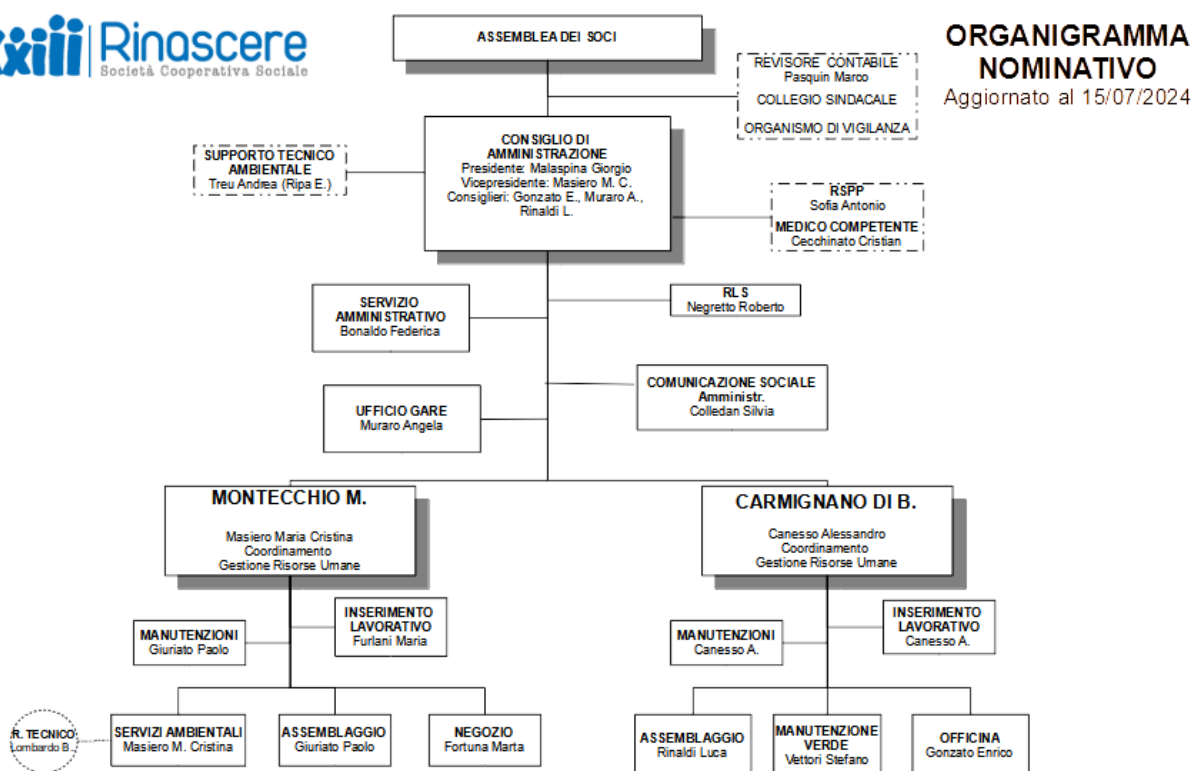 xxiii Rinascere
Società Cooperativa Sociale
ORGANIGRAMMA
NOMINATIVO
Aggiornato al 15/07/2024
ASSEMBLEA DEI SOCI
REVISORE CONTABILE
Pasquin Marco
COLLEGIO SINDACALE
ORGANISMO DI VIGILANZA
SUPPORTO TECNICO
AMBIENTALE
Treu Andrea (Ripa E.)
CONSIGLIO DI
AMMINISTRAZIONE
Presidente: Malaspina Giorgio
Vicepresidente: Masiero M. C.
Consiglieri: Gonzato E., Muraro A.,
Rinaldi L.
RSPP
Sofia Antonio
MEDICO COMPETENTE
Cecchinato Cristian
SERVIZIO
AMMINISTRATIVO
Bonaldo Federica
RLS
Negretto Roberto
COMUNICAZIONE SOCIALE
Amministr.
Colledan Silvia
UFFICIO GARE
Muraro Angela
MONTECCHIO M.
Masiero Maria Cristina
Coordinamento
Gestione Risorse Umane
CARMIGNANO DI B.
Canesso Alessandro
Coordinamento
Gestione Risorse Umane
MANUTENZIONI
Giuriato Paolo
INSERIMENTO
LAVORATIVO
Furlani Maria
MANUTENZIONI
Canesso A.
INSERIMENTO
LAVORATIVO
Canesso A.
R. TECNICO
Lombardo B.
SERVIZI AMBIENTALI
Masiero M. Cristina
ASSEMBLAGGIO
Giuriato Paolo
NEGOZIO
Fortuna Marta
ASSEMBLAGGIO
Rinaldi Luca
MANUTENZIONE
VERDE
Vettori Stefano
OFFICINA
Gonzato Enrico